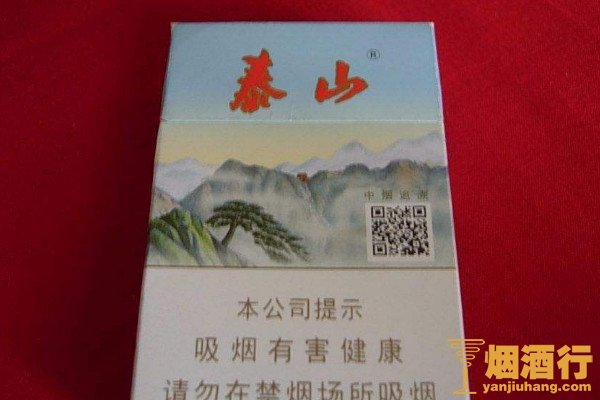 泰山
®
中烟追溯
本公司提示
吸烟有害健康
请勿在禁烟场所吸烟
烟酒行
yanjiuhang.com